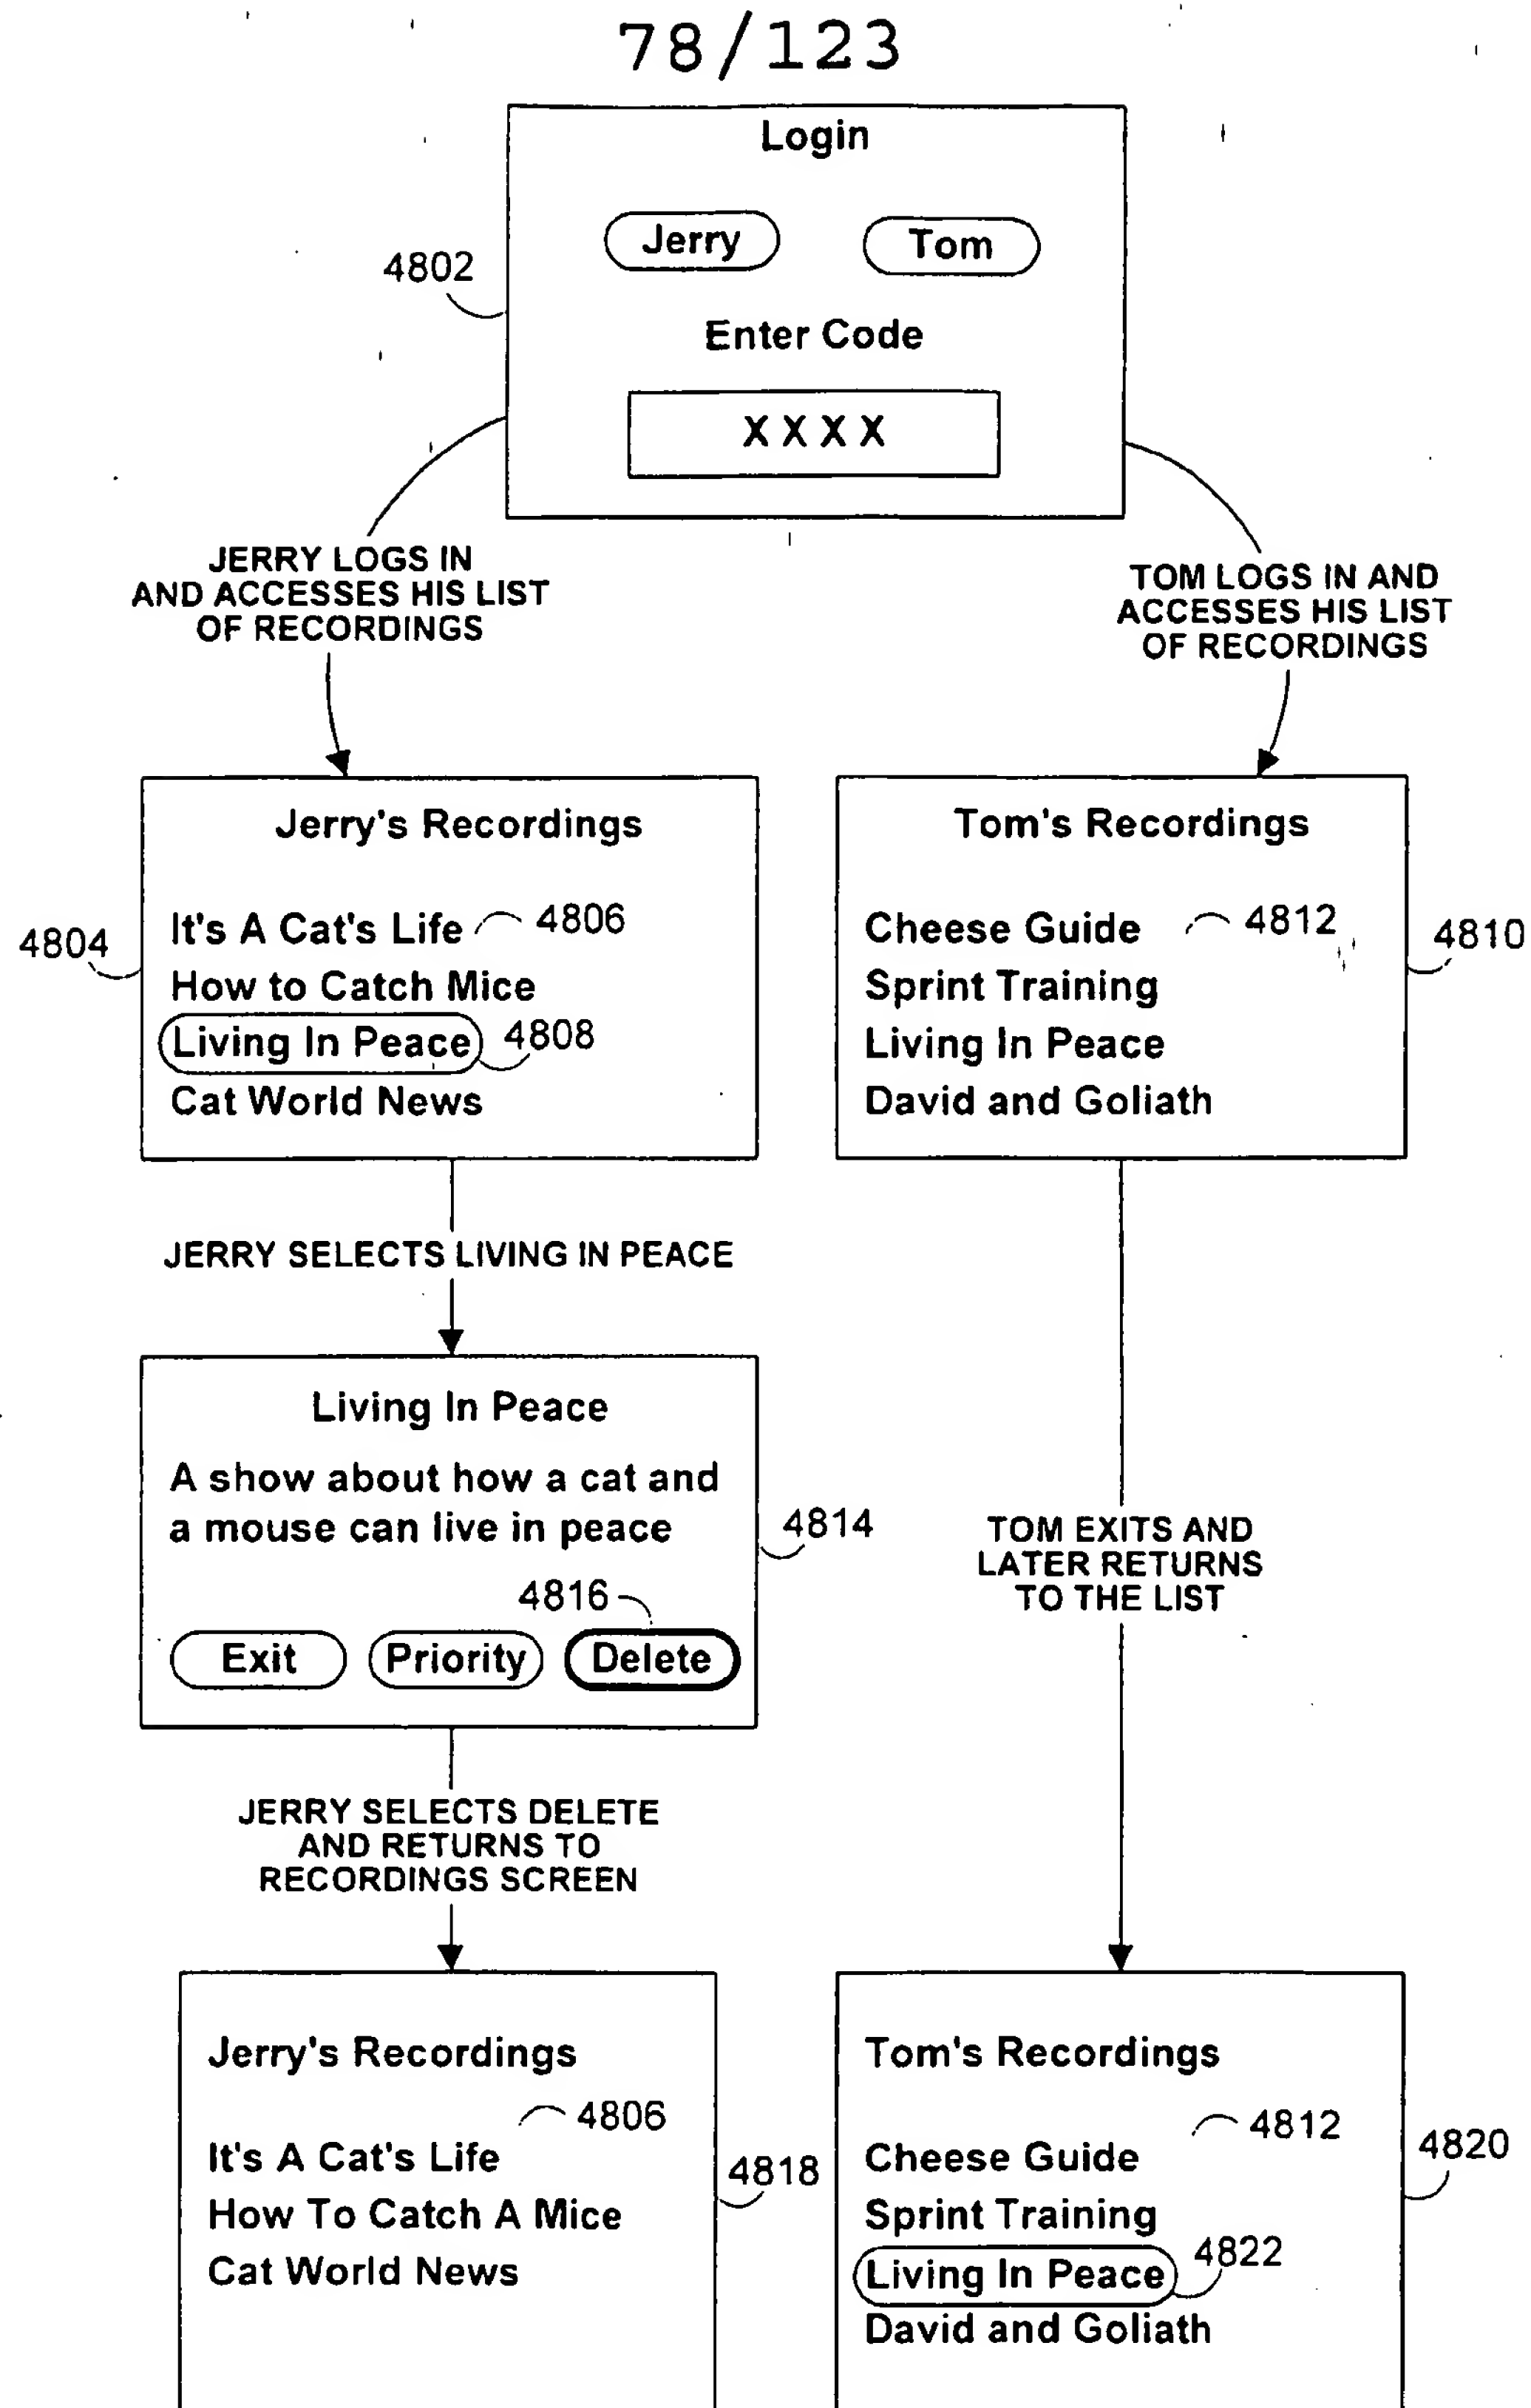 78/123
Login
Jerry
Tom
4802
Enter Code
X X X X
JERRY LOGS IN
AND ACCESSES HIS LIST
OF RECORDINGS
TOM LOGS IN AND
ACCESSES HIS LIST
OF RECORDINGS
Jerry's Recordings
4804
It's A Cat's Life 4806
How to Catch Mice
Living In Peace 4808
Cat World News
Tom's Recordings
Cheese Guide 4812
4810
Sprint Training
Living In Peace
David and Goliath
JERRY SELECTS LIVING IN PEACE
Living In Peace
A show about how a cat and
a mouse can live in peace
4814
4816
Exit Priority Delete
TOM EXITS AND
LATER RETURNS
TO THE LIST
JERRY SELECTS DELETE
AND RETURNS TO
RECORDINGS SCREEN
Jerry's Recordings
4806
It's A Cat's Life
4818
How To Catch A Mice
Cat World News
Tom's Recordings
4812
4820
Cheese Guide
Sprint Training
Living In Peace 4822
David and Goliath